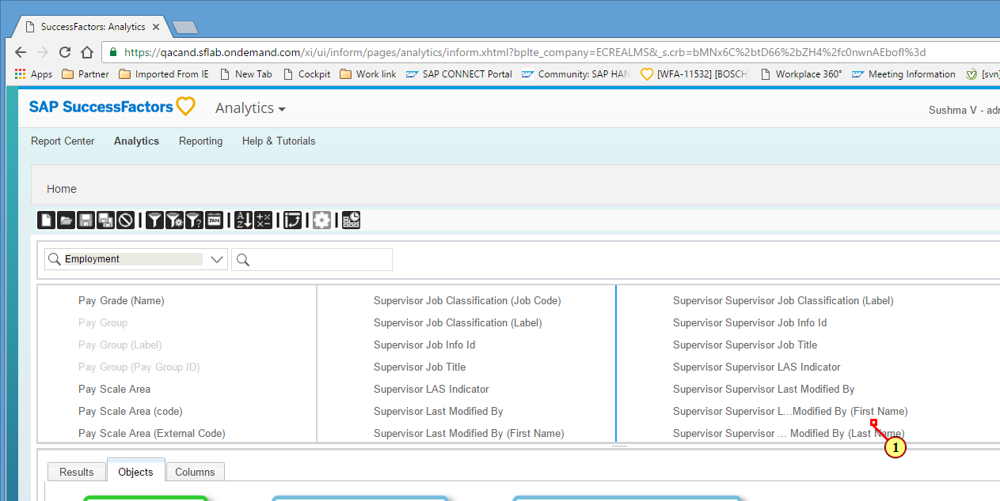 SuccessFactors: Analytics
https://qacand.sflab.ondemand.com/xi/ui/inform/pages/analytics/inform.xhtml?bplte_company=ECREALMS&_s.crb=bMNx6C%2btD66%2bZH4%2fc0nwnAEbofI%3d
Apps Partner Imported From IE New Tab Cockpit Work link SAP CONNECT Portal Community: SAP HAN [WFA-11532] [BOSCH Workplace 360° Meeting Information [svn]
SAP SuccessFactors Analytics
Sushma V - adm
Report Center Analytics Reporting Help & Tutorials
Home
JAN A Z
Employment
Pay Grade (Name) Supervisor Job Classification (Job Code) Supervisor Supervisor Job Classification (Label)
Pay Group Supervisor Job Classification (Label) Supervisor Supervisor Job Info Id
Pay Group (Label) Supervisor Job Info Id Supervisor Supervisor Job Title
Pay Group (Pay Group ID) Supervisor Job Title Supervisor Supervisor LAS Indicator
Pay Scale Area Supervisor LAS Indicator Supervisor Supervisor Last Modified By
Pay Scale Area (code) Supervisor Last Modified By Supervisor Supervisor L...Modified By (First Name)
Pay Scale Area (External Code) Supervisor Last Modified By (First Name) Supervisor Supervisor ... Modified By (Last Name)
1
Results Objects Columns